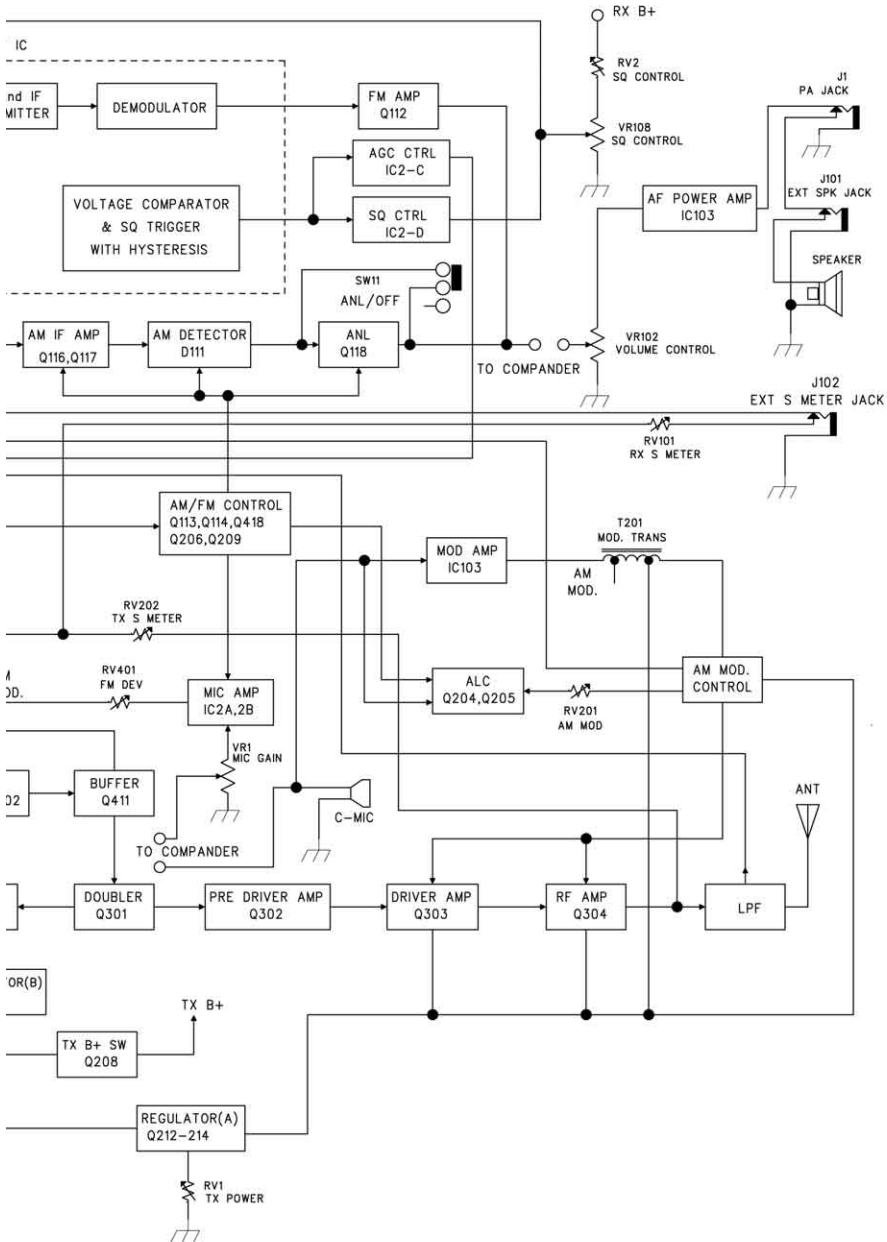 RX B+
IC
RV2
SQ CONTROL
J1
PA JACK
nd IF
MITTER
DEMODULATOR
FM AMP
Q112
VR108
SQ CONTROL
AGC CTRL
IC2-C
J101
EXT SPK JACK
VOLTAGE COMPARATOR
& SQ TRIGGER
WITH HYSTERESIS
SQ CTRL
IC2-D
AF POWER AMP
IC103
SW11
ANL/OFF
SPEAKER
AM IF AMP
Q116,Q117
AM DETECTOR
D111
ANL
Q118
TO COMPANDER
VR102
VOLUME CONTROL
J102
EXT S METER JACK
RV101
RX S METER
AM/FM CONTROL
Q113,Q114,Q418
Q206,Q209
MOD AMP
IC103
T201
MOD. TRANS
AM
MOD.
RV202
TX S METER
M
OD.
RV401
FM DEV
MIC AMP
IC2A,2B
ALC
Q204,Q205
RV201
AM MOD
AM MOD.
CONTROL
VR1
MIC GAIN
02
BUFFER
Q411
C-MIC
ANT
TO COMPANDER
DOUBLER
Q301
PRE DRIVER AMP
Q302
DRIVER AMP
Q303
RF AMP
Q304
LPF
OR(B)
TX B+
TX B+ SW
Q208
REGULATOR(A)
Q212-214
RV1
TX POWER